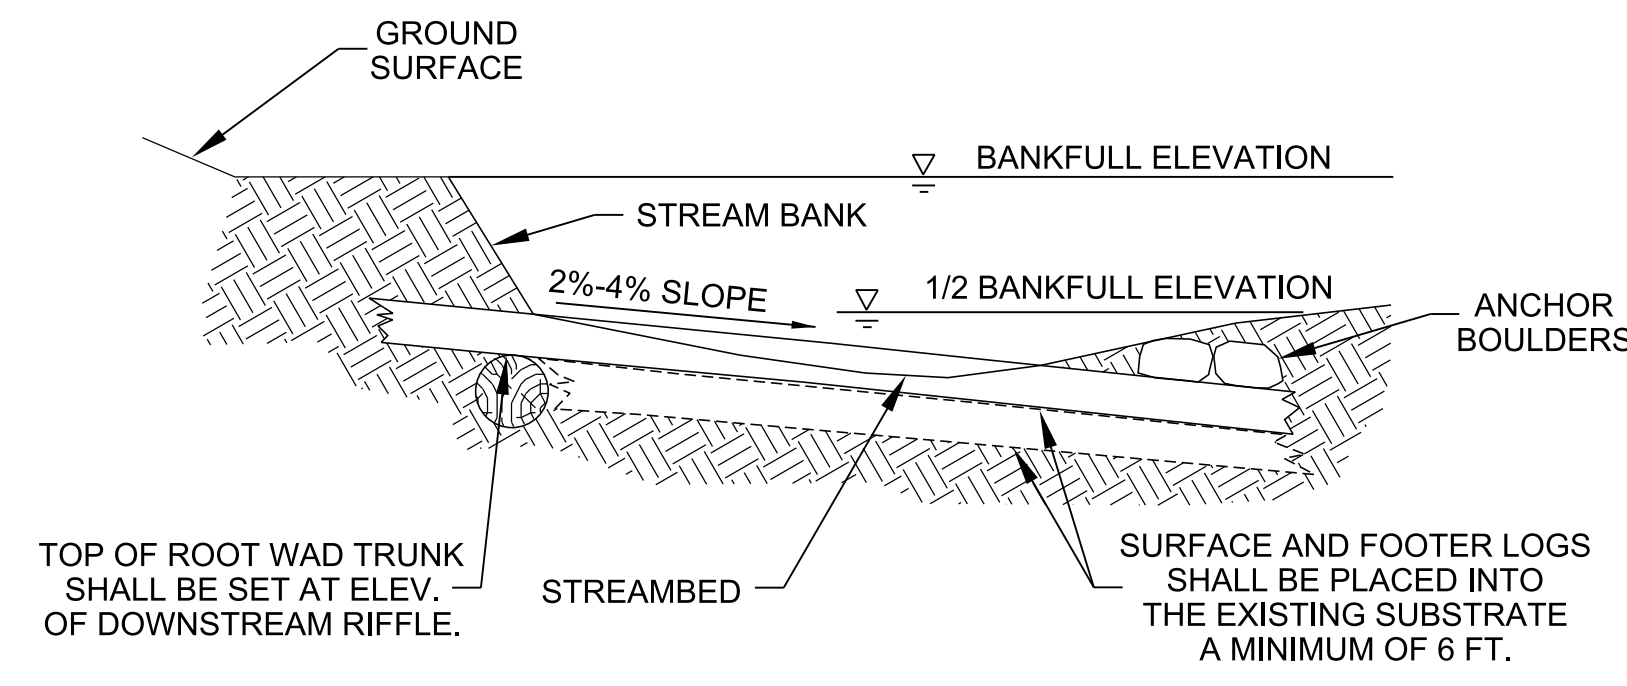 GROUND
SURFACE
BANKFULL ELEVATION
STREAM BANK
2%-4% SLOPE
1/2 BANKFULL ELEVATION
ANCHOR
BOULDERS
TOP OF ROOT WAD TRUNK
SHALL BE SET AT ELEV.
OF DOWNSTREAM RIFFLE.
STREAMBED
SURFACE AND FOOTER LOGS
SHALL BE PLACED INTO
THE EXISTING SUBSTRATE
A MINIMUM OF 6 FT.